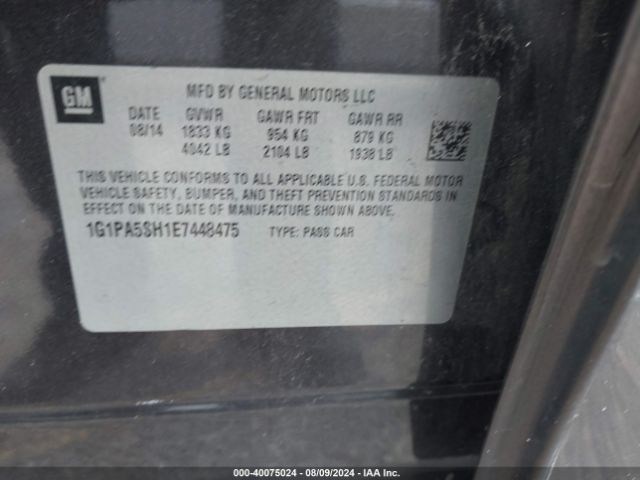 GM
MFD BY GENERAL MOTORS LLC
DATE GVWR GAWR FRT GAWR RR
08/14 1833 KG 954 KG 879 KG
4042 LB 2104 LB 1938 LB
THIS VEHICLE CONFORMS TO ALL APPLICABLE U.S. FEDERAL MOTOR
VEHICLE SAFETY, BUMPER, AND THEFT PREVENTION STANDARDS IN
EFFECT ON THE DATE OF MANUFACTURE SHOWN ABOVE.
1G1PA5SH1E7448475 TYPE: PASS CAR
000-40075024 - 08/09/2024 - IAA Inc.